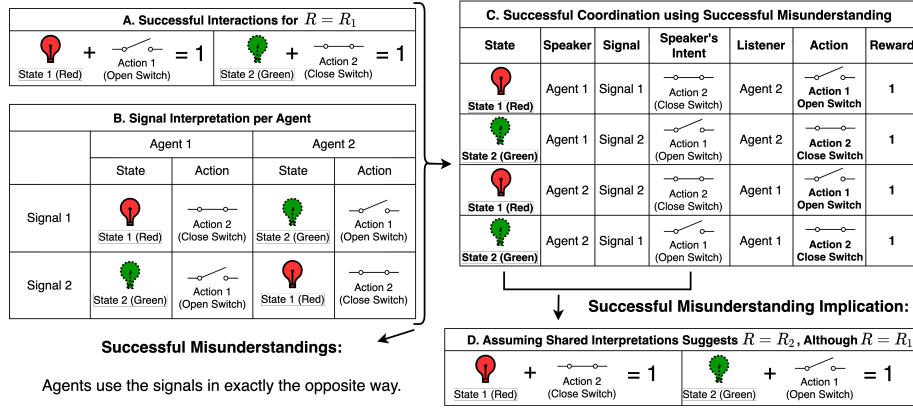 A. Successful Interactions for R = R₁
State 1 (Red)
+
Action 1
(Open Switch)
= 1
State 2 (Green)
+
Action 2
(Close Switch)
= 1
B. Signal Interpretation per Agent
Agent 1 Agent 2
State Action State Action
Signal 1
State 1 (Red)
Action 2
(Close Switch)
State 2 (Green)
Action 1
(Open Switch)
Signal 2
State 2 (Green)
Action 1
(Open Switch)
State 1 (Red)
Action 2
(Close Switch)
Successful Misunderstandings:
Agents use the signals in exactly the opposite way.
C. Successful Coordination using Successful Misunderstanding
State Speaker Signal Speaker's
Intent
Listener Action Reward
State 1 (Red)
Agent 1 Signal 1
Action 2
(Close Switch)
Agent 2
Action 1
Open Switch
1
State 2 (Green)
Agent 1 Signal 2
Action 1
(Open Switch)
Agent 2
Action 2
Close Switch
1
State 1 (Red)
Agent 2 Signal 2
Action 2
(Close Switch)
Agent 1
Action 1
Open Switch
1
State 2 (Green)
Agent 2 Signal 1
Action 1
(Open Switch)
Agent 1
Action 2
Close Switch
1
Successful Misunderstanding Implication:
D. Assuming Shared Interpretations Suggests R = R₂, Although R = R₁
State 1 (Red)
+
Action 2
(Close Switch)
= 1
State 2 (Green)
+
Action 1
(Open Switch)
= 1